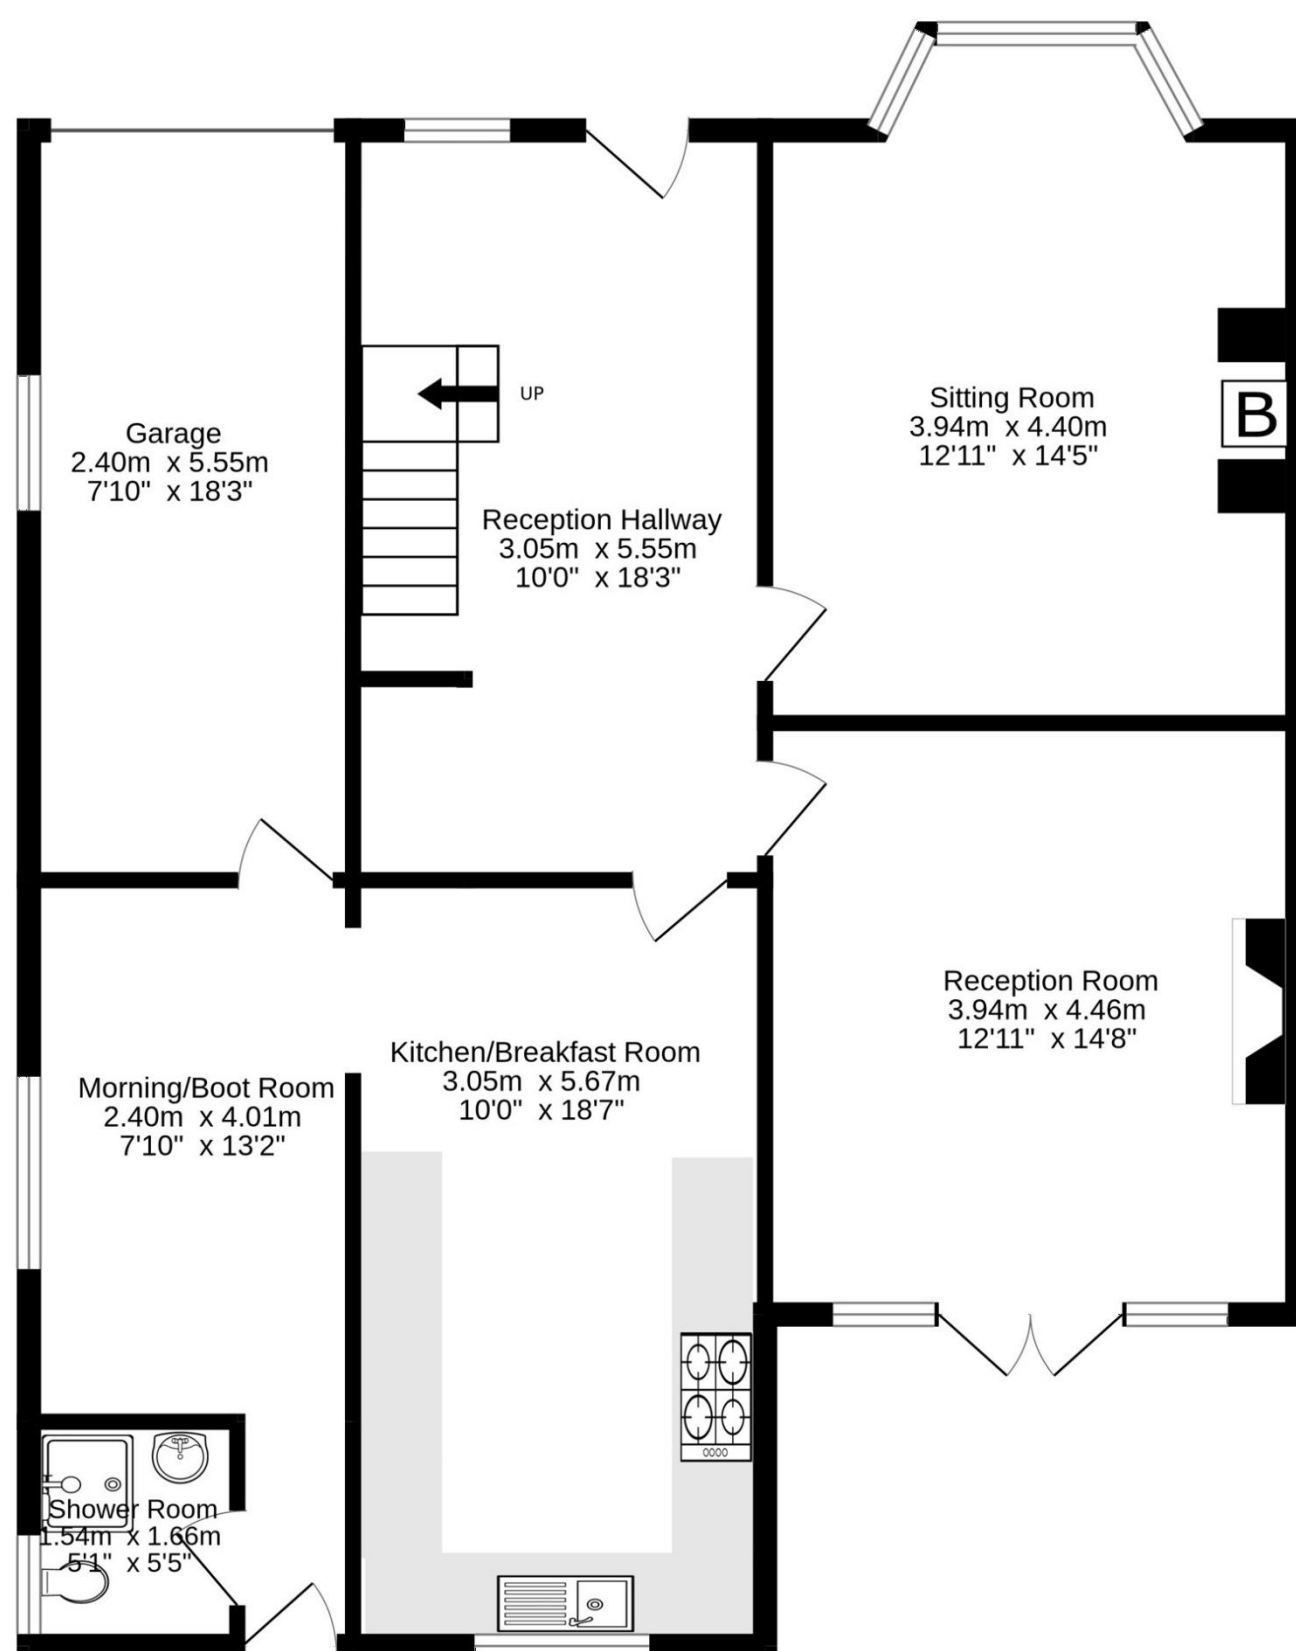 Garage
2.40m x 5.55m
7'10" x 18'3"
UP
Reception Hallway
3.05m x 5.55m
10'0" x 18'3"
Sitting Room
3.94m x 4.40m
12'11" x 14'5"
B
Reception Room
3.94m x 4.46m
12'11" x 14'8"
Kitchen/Breakfast Room
3.05m x 5.67m
10'0" x 18'7"
Morning/Boot Room
2.40m x 4.01m
7'10" x 13'2"
Shower Room
1.54m x 1.66m
5'1" x 5'5"